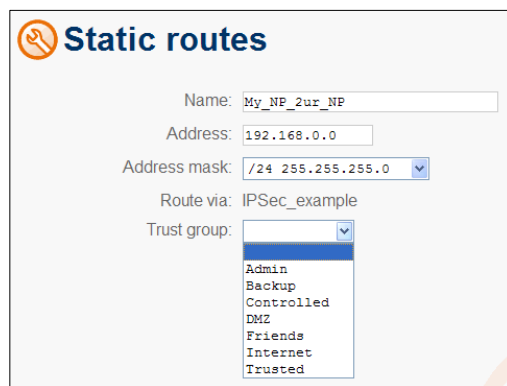 Static routes
Name: My_NP_2ur_NP
Address: 192.168.0.0
Address mask: /24 255.255.255.0
Route via: IPSec_example
Trust group:
Admin
Backup
Controlled
DMZ
Friends
Internet
Trusted